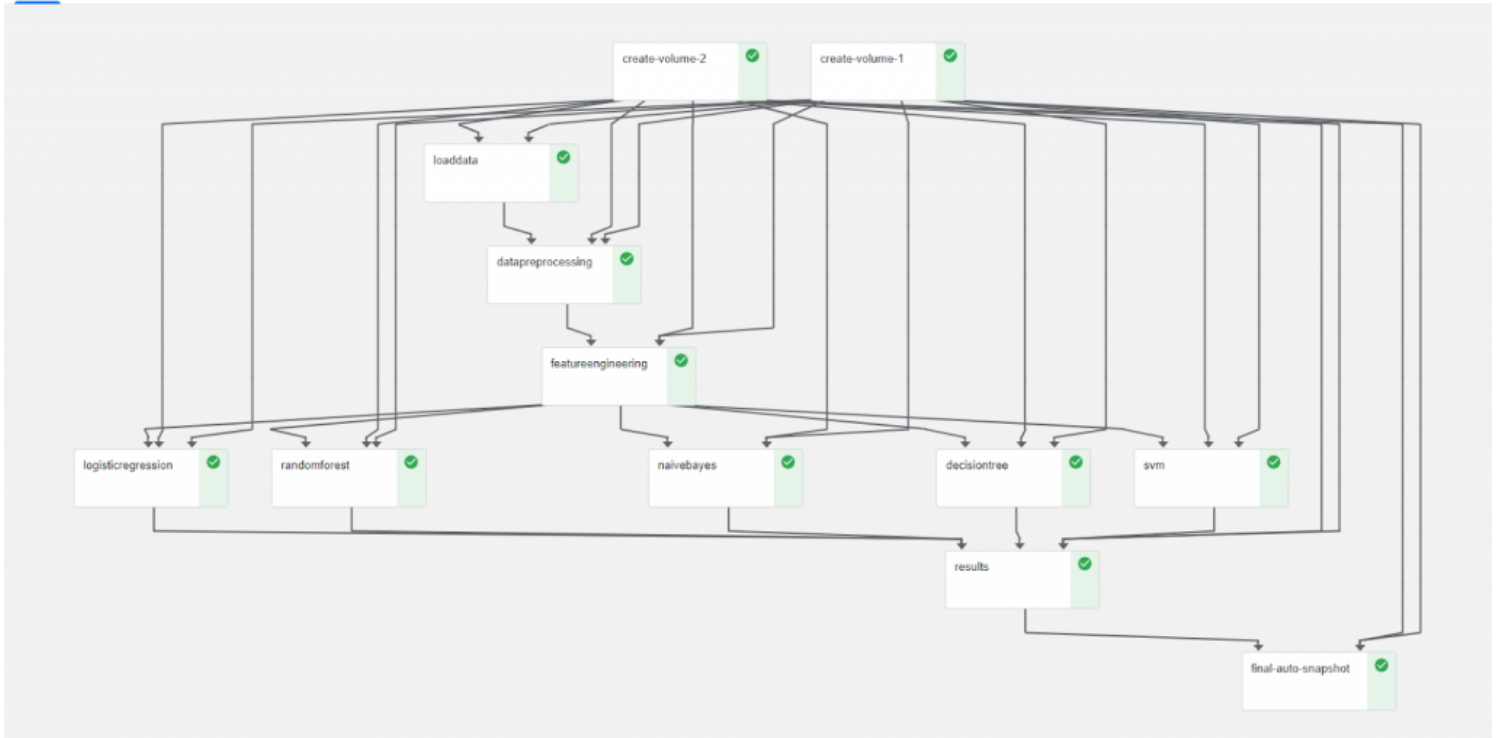 create-volume-2
create-volume-1
loaddata
datapreprocessing
featureengineering
logisticregression
randomforest
naivebayes
decisiontree
svm
results
final-auto-snapshot